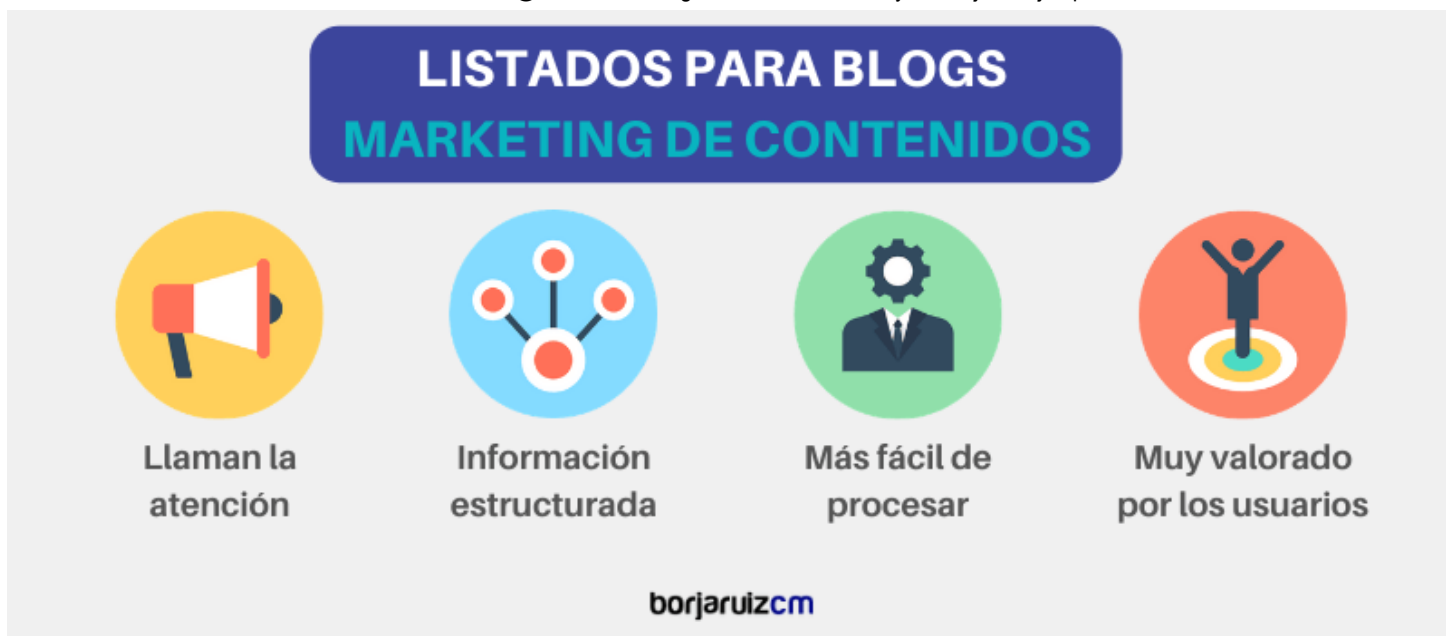 LISTADOS PARA BLOGS
MARKETING DE CONTENIDOS
Llaman la
atención
Información
estructurada
Más fácil de
procesar
Muy valorado
por los usuarios
borjaruizcm